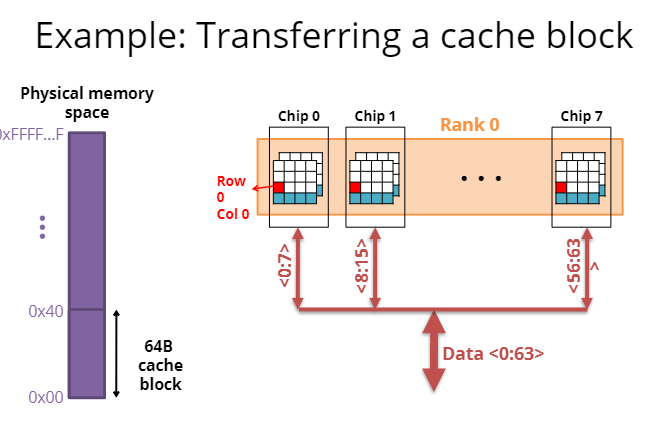 Example: Transferring a cache block
Physical memory
space
0xFFFF...F
0x40
0x00
64B
cache
block
Chip 0
Chip 1
Rank 0
Chip 7
Row
0
Col 0
<0:7>
<8:15>
<56:63
>
Data <0:63>